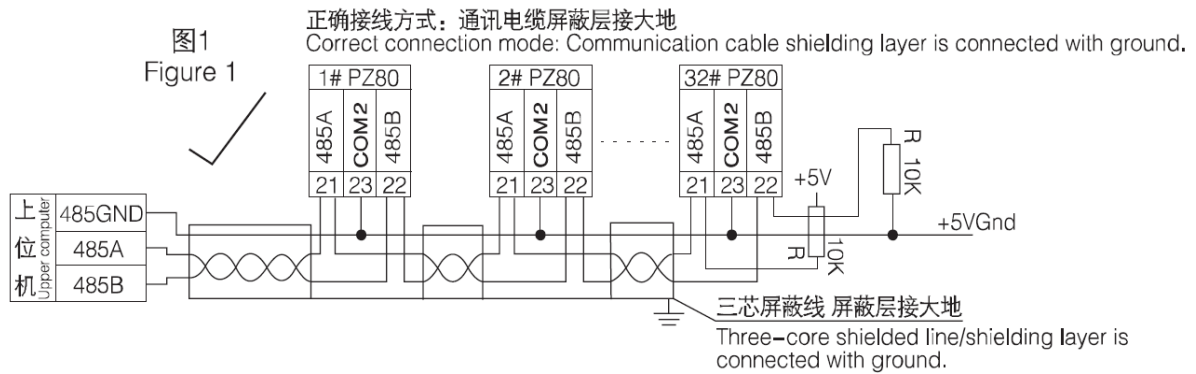 图1
Figure 1
正确接线方式：通讯电缆屏蔽层接大地
Correct connection mode: Communication cable shielding layer is connected with ground.
1# PZ80
485A
COM2
485B
21
23
22
2# PZ80
485A
COM2
485B
21
23
22
......
32# PZ80
485A
COM2
485B
21
23
22
+5V
R 10K
R 10K
+5VGnd
上位机
Upper computer
485GND
485A
485B
三芯屏蔽线 屏蔽层接大地
Three-core shielded line/shielding layer is
connected with ground.